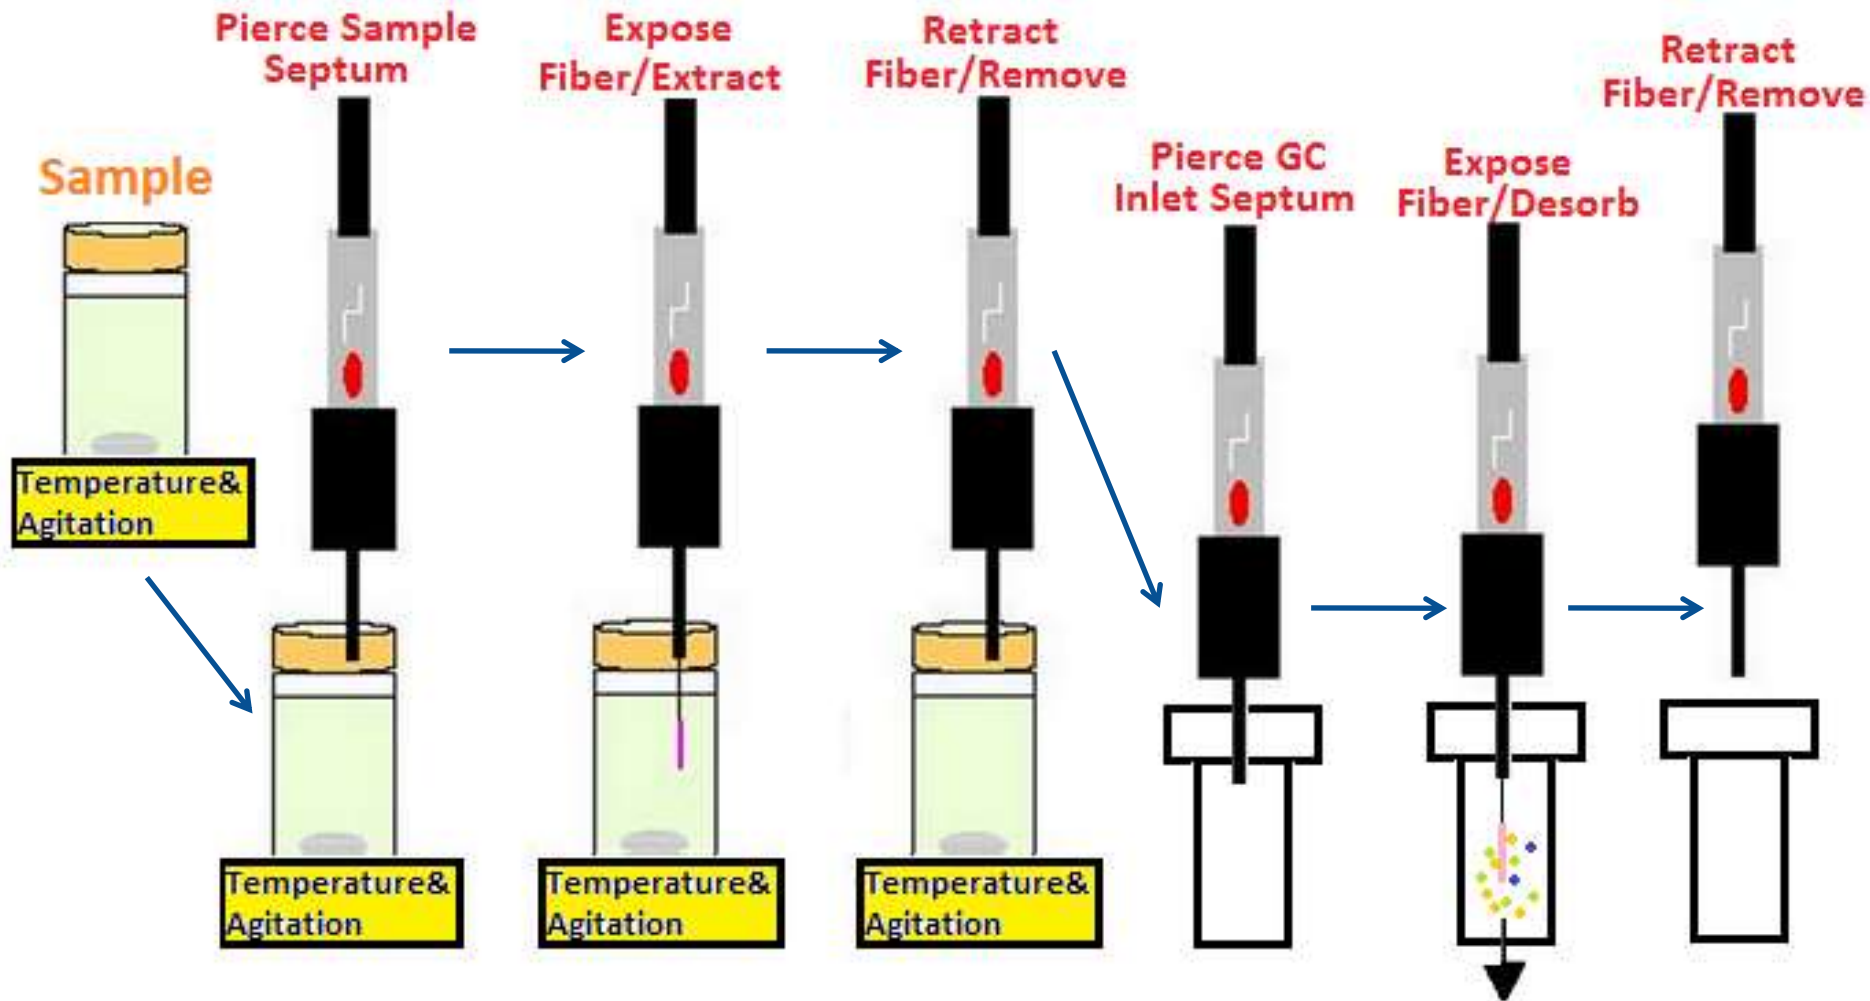 Pierce Sample
Septum
Expose
Fiber/Extract
Retract
Fiber/Remove
Retract
Fiber/Remove
Pierce GC
Inlet Septum
Expose
Fiber/Desorb
Sample
Temperature&
Agitation
Temperature&
Agitation
Temperature&
Agitation
Temperature&
Agitation